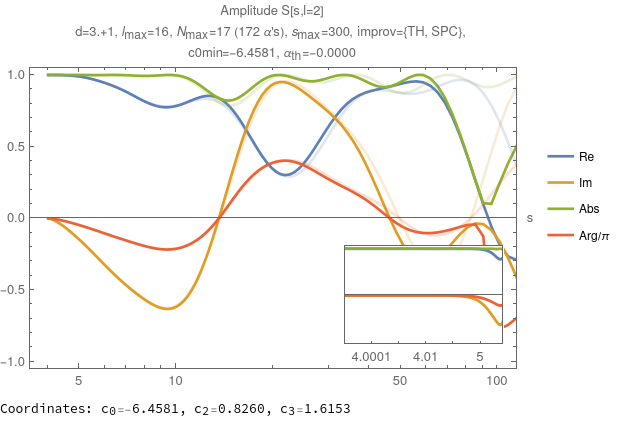 Amplitude S[s,l=2]
d=3.+1, lmax=16, Nmax=17 (172 α's), smax=300, improv={TH, SPC},
c0min=−6.4581, αth=−0.0000
1.0
0.5
0.0
−0.5
−1.0
s
Re
Im
Abs
Arg/π
4.0001 4.01 5
5 10 50 100
Coordinates: c0=−6.4581, c2=0.8260, c3=1.6153